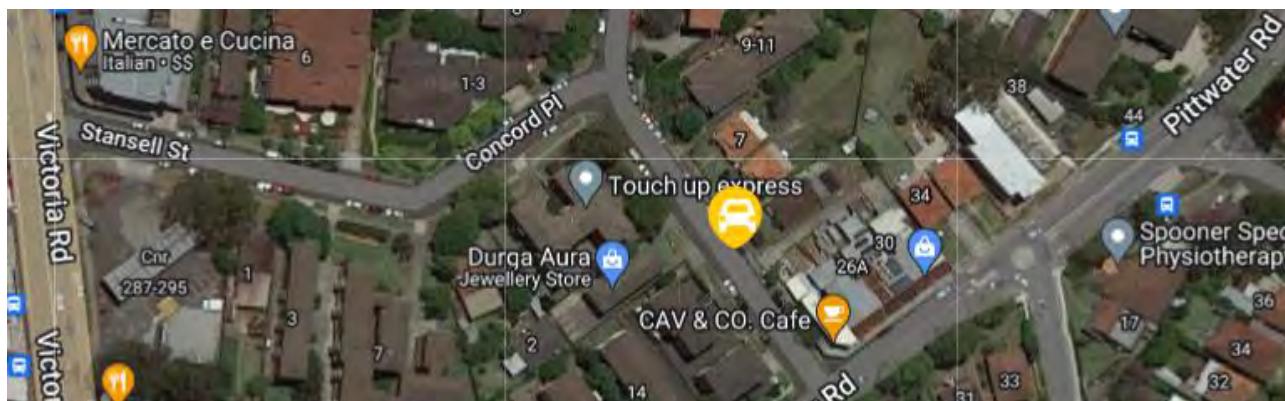 Mercato e Cucina
Italian • $$
6
1-3
9-11
38
44
Pittwater Rd
Stansell St
Concord Pl
Victoria Rd
7
Touch up express
34
Durga Aura
Jewellery Store
30
26A
Spooner Spec
Physiotherap
Cnr
287-295
1
3
CAV & CO. Cafe
17
36
34
32
7
2
14
Rd
33
31
Victo